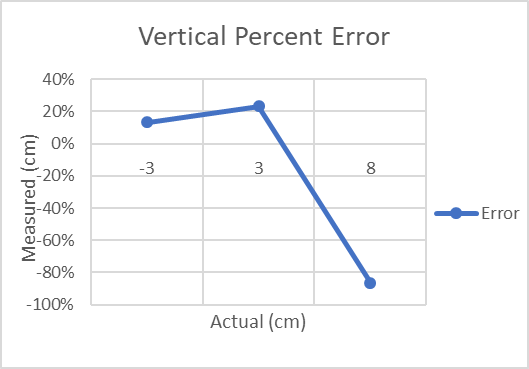 Vertical Percent Error
40%
20%
0%
-20%
-40%
-60%
-80%
-100%
Measured (cm)
-3 3 8
Actual (cm)
Error